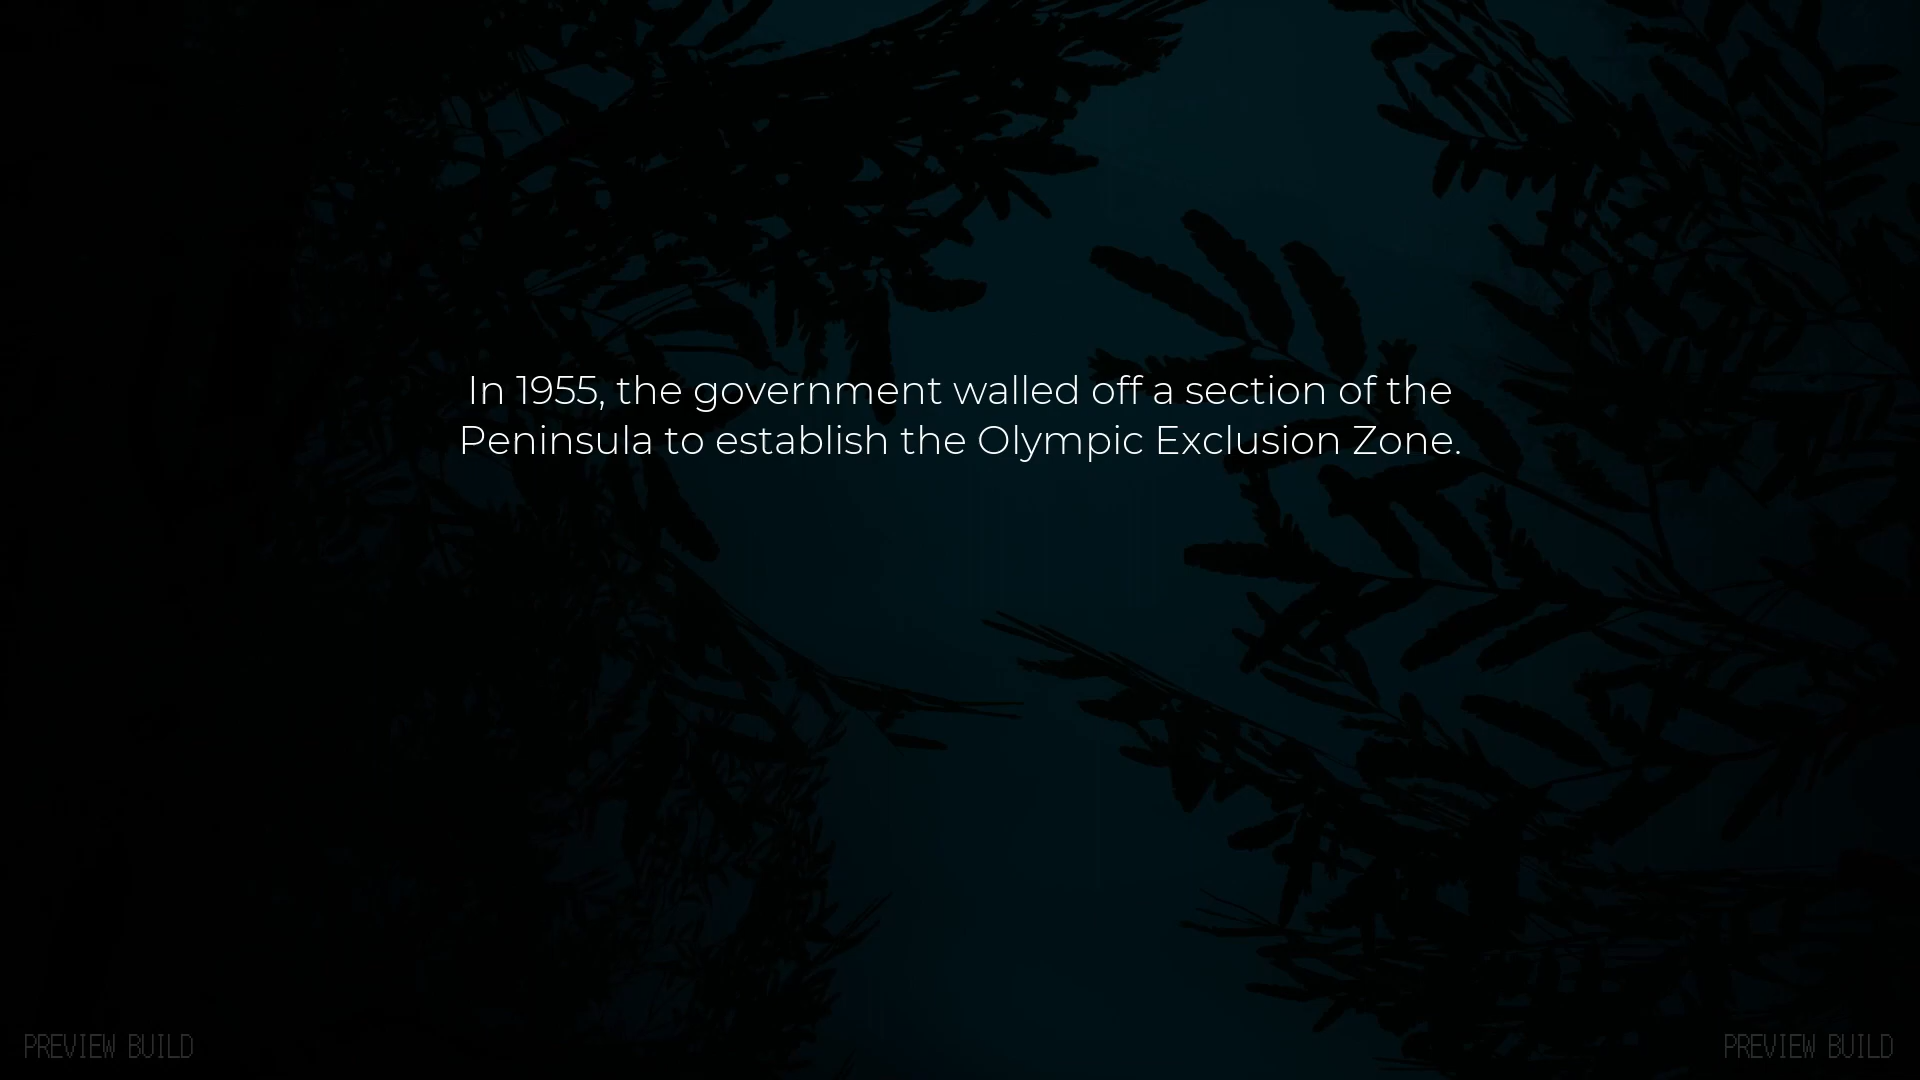 In 1955, the government walled off a section of the
Peninsula to establish the Olympic Exclusion Zone.
PREVIEW BUILD
PREVIEW BUILD